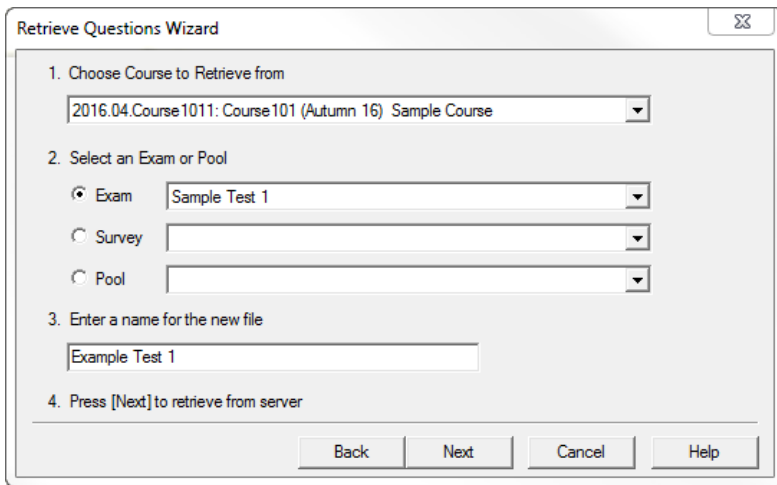 Retrieve Questions Wizard
1. Choose Course to Retrieve from
2016.04.Course1011: Course101 (Autumn 16)  Sample Course
2. Select an Exam or Pool
Exam Sample Test 1
Survey
Pool
3. Enter a name for the new file
Example Test 1
4. Press [Next] to retrieve from server
Back Next Cancel Help